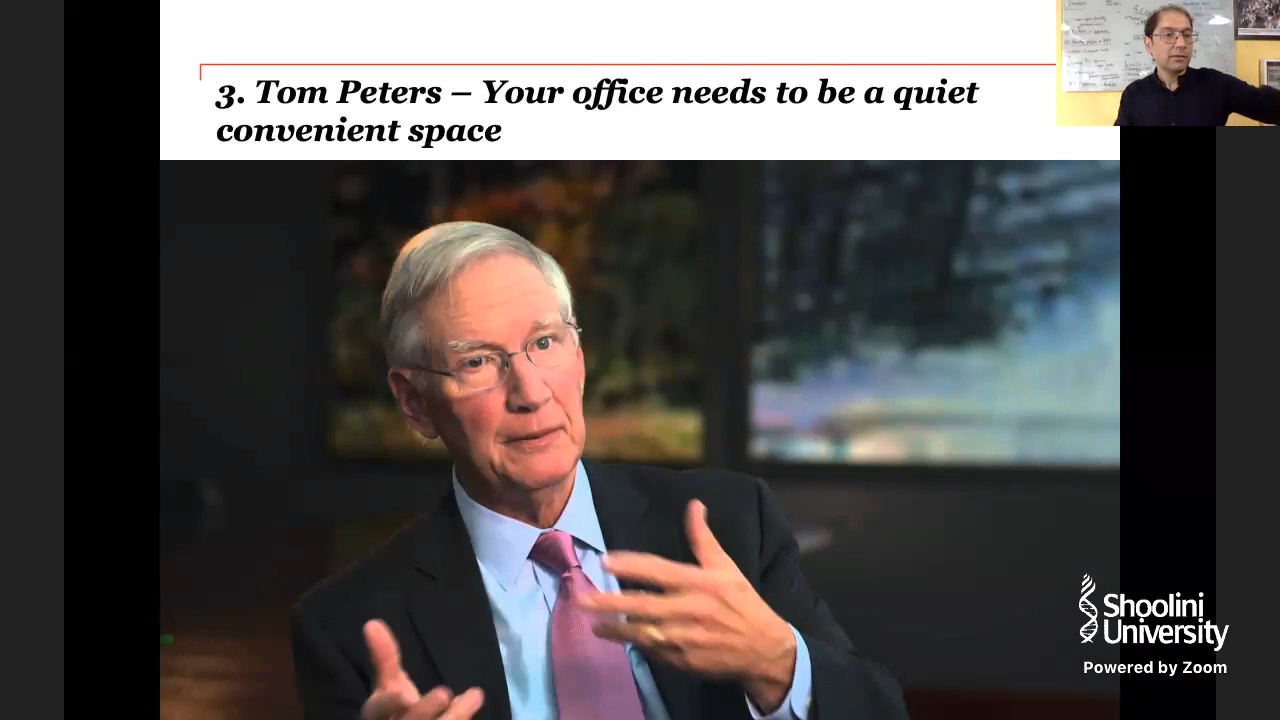 3. Tom Peters – Your office needs to be a quiet
convenient space
Shoolini
University
Powered by Zoom